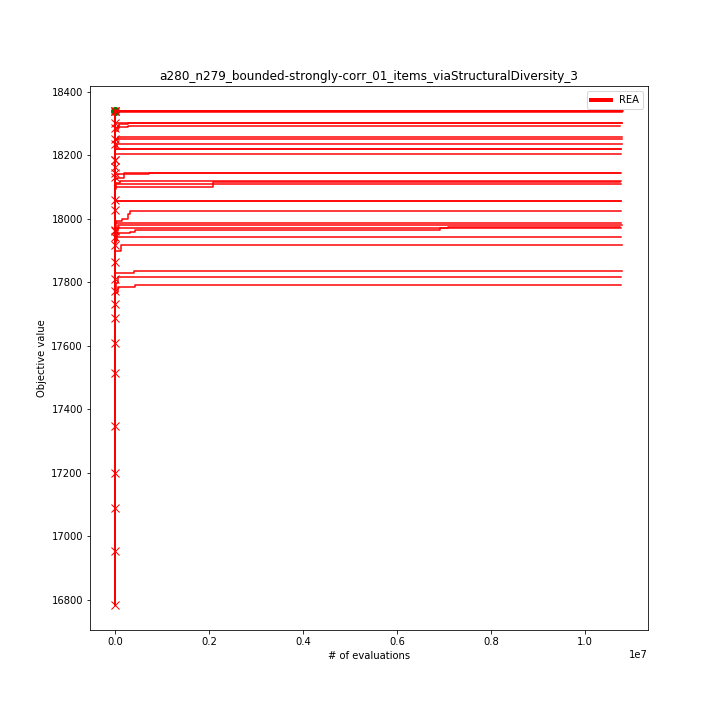 a280_n279_bounded-strongly-corr_01_items_viaStructuralDiversity_3
REA
18400
18200
18000
17800
17600
17400
17200
17000
16800
Objective value
0.0 0.2 0.4 0.6 0.8 1.0
1e7
# of evaluations